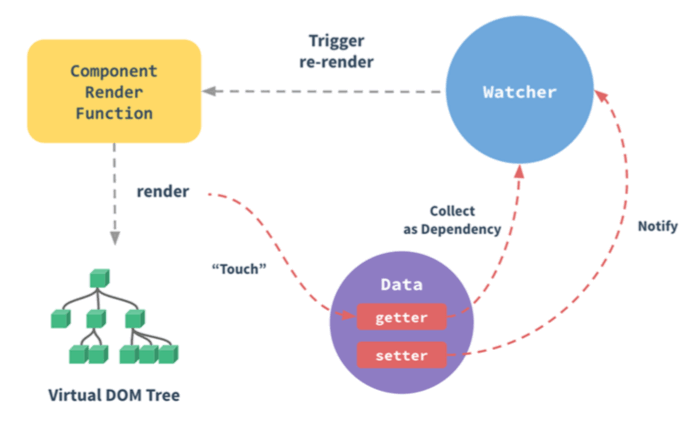 Trigger
re-render
Component
Render
Function
Watcher
render
Collect
as Dependency
Notify
“Touch”
Data
getter
setter
Virtual DOM Tree